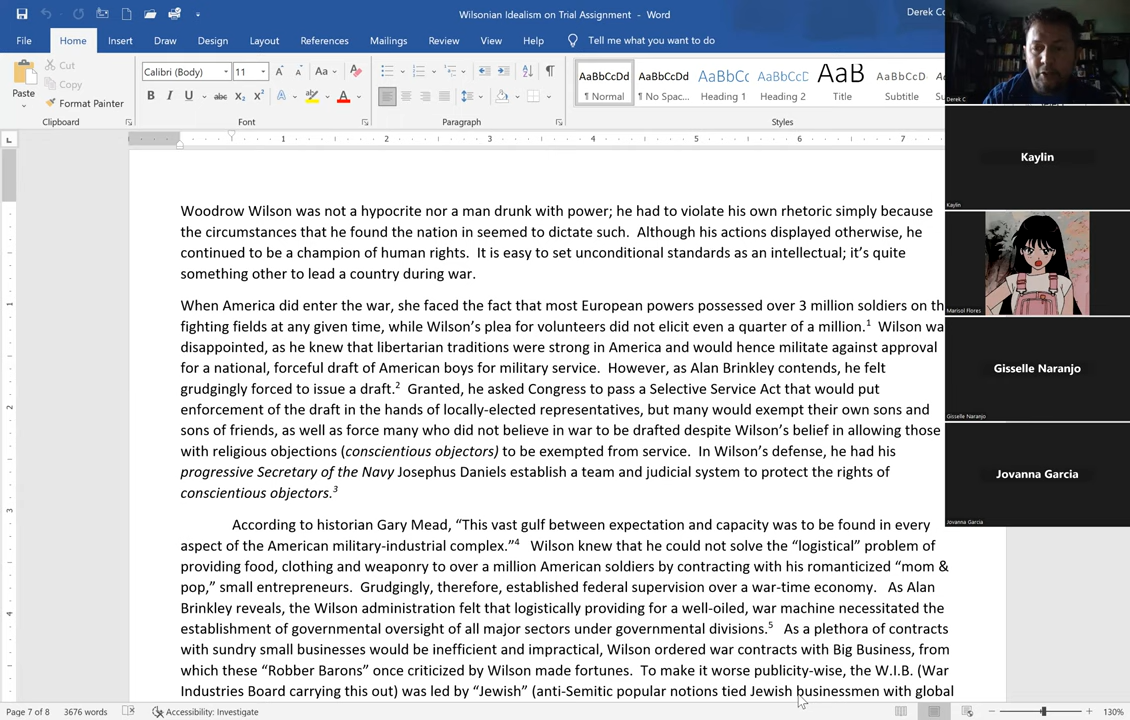 Wilsonian Idealism on Trial Assignment - Word
Derek Co
File Home Insert Draw Design Layout References Mailings Review View Help Tell me what you want to do
Paste
Cut
Copy
Format Painter
Clipboard
Calibri (Body) 11
Font
Paragraph
AaBbCcDd AaBbCcDd AaBbCc AaBbCcD AaB AaBbCcD
¶ Normal ¶ No Spac... Heading 1 Heading 2 Title Subtitle
Styles
1 2 3 4 5 6 7
Woodrow Wilson was not a hypocrite nor a man drunk with power; he had to violate his own rhetoric simply because
the circumstances that he found the nation in seemed to dictate such. Although his actions displayed otherwise, he
continued to be a champion of human rights. It is easy to set unconditional standards as an intellectual; it's quite
something other to lead a country during war.
When America did enter the war, she faced the fact that most European powers possessed over 3 million soldiers on th
fighting fields at any given time, while Wilson's plea for volunteers did not elicit even a quarter of a million.1 Wilson wa
disappointed, as he knew that libertarian traditions were strong in America and would hence militate against approval
for a national, forceful draft of American boys for military service. However, as Alan Brinkley contends, he felt
grudgingly forced to issue a draft.2 Granted, he asked Congress to pass a Selective Service Act that would put
enforcement of the draft in the hands of locally-elected representatives, but many would exempt their own sons and
sons of friends, as well as force many who did not believe in war to be drafted despite Wilson's belief in allowing those
with religious objections (conscientious objectors) to be exempted from service. In Wilson's defense, he had his
progressive Secretary of the Navy Josephus Daniels establish a team and judicial system to protect the rights of
conscientious objectors.3
According to historian Gary Mead, “This vast gulf between expectation and capacity was to be found in every
aspect of the American military-industrial complex.”4 Wilson knew that he could not solve the “logistical” problem of
providing food, clothing and weaponry to over a million American soldiers by contracting with his romanticized “mom &
pop,” small entrepreneurs. Grudgingly, therefore, established federal supervision over a war-time economy. As Alan
Brinkley reveals, the Wilson administration felt that logistically providing for a well-oiled, war machine necessitated the
establishment of governmental oversight of all major sectors under governmental divisions.5 As a plethora of contracts
with sundry small businesses would be inefficient and impractical, Wilson ordered war contracts with Big Business, from
which these “Robber Barons” once criticized by Wilson made fortunes. To make it worse publicity-wise, the W.I.B. (War
Industries Board carrying this out) was led by “Jewish” (anti-Semitic popular notions tied Jewish businessmen with global
Page 7 of 8 3676 words Accessibility: Investigate 130%
Derek C
Kaylin
Kaylin
Marisol Flores
Gisselle Naranjo
Gisselle Naranjo
Jovanna Garcia
Jovanna Garcia